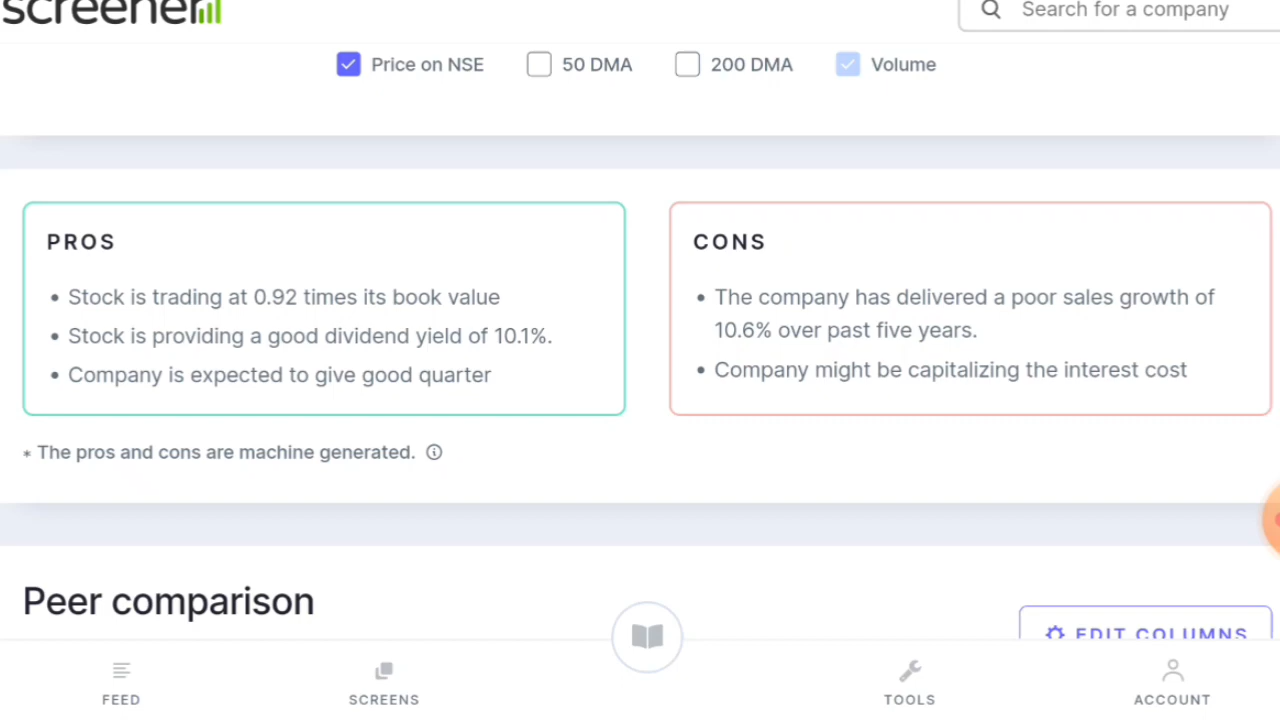 screener
Search for a company
Price on NSE 50 DMA 200 DMA Volume
PROS
• Stock is trading at 0.92 times its book value
• Stock is providing a good dividend yield of 10.1%.
• Company is expected to give good quarter
CONS
• The company has delivered a poor sales growth of
10.6% over past five years.
• Company might be capitalizing the interest cost
* The pros and cons are machine generated.
Peer comparison
EDIT COLUMNS
FEED SCREENS TOOLS ACCOUNT